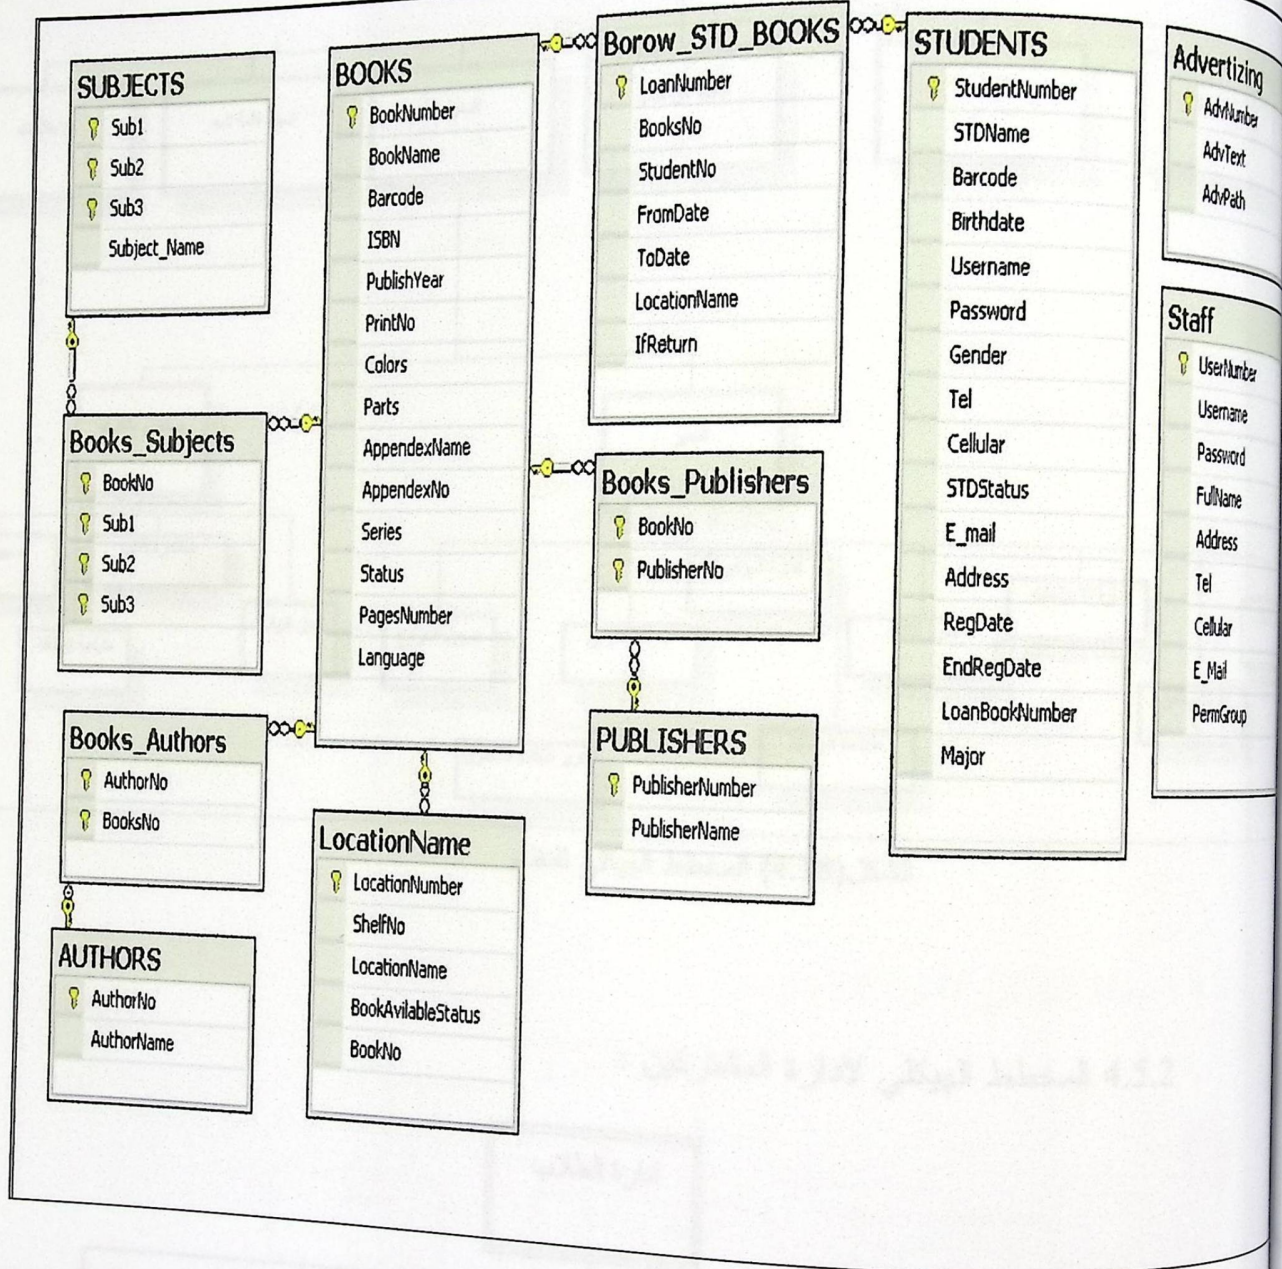 SUBJECTS
Sub1
Sub2
Sub3
Subject_Name
Books_Subjects
BookNo
Sub1
Sub2
Sub3
Books_Authors
AuthorNo
BooksNo
AUTHORS
AuthorNo
AuthorName
BOOKS
BookNumber
BookName
Barcode
ISBN
PublishYear
PrintNo
Colors
Parts
AppendexName
AppendexNo
Series
Status
PagesNumber
Language
LocationName
LocationNumber
ShelfNo
LocationName
BookAvilableStatus
BookNo
Borow_STD_BOOKS
LoanNumber
BooksNo
StudentNo
FromDate
ToDate
LocationName
IfReturn
Books_Publishers
BookNo
PublisherNo
PUBLISHERS
PublisherNumber
PublisherName
STUDENTS
StudentNumber
STDName
Barcode
Birthdate
Username
Password
Gender
Tel
Cellular
STDStatus
E_mail
Address
RegDate
EndRegDate
LoanBookNumber
Major
Advertizing
AdvNumber
AdvText
AdvPath
Staff
UserNumber
Username
Password
FullName
Address
Tel
Cellular
E_Mail
PermGroup